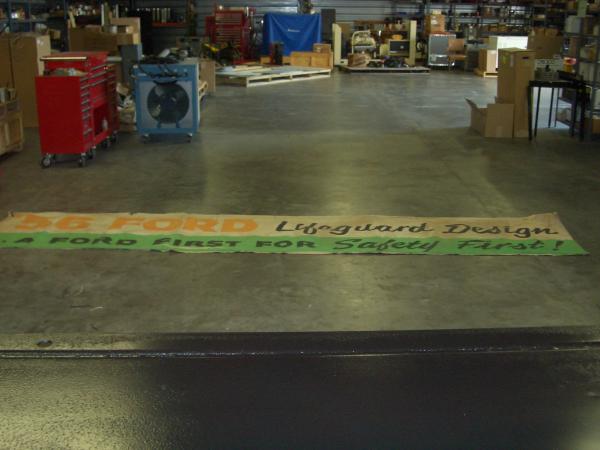 '56 FORD Lifeguard Design
A FORD FIRST FOR Safety First!